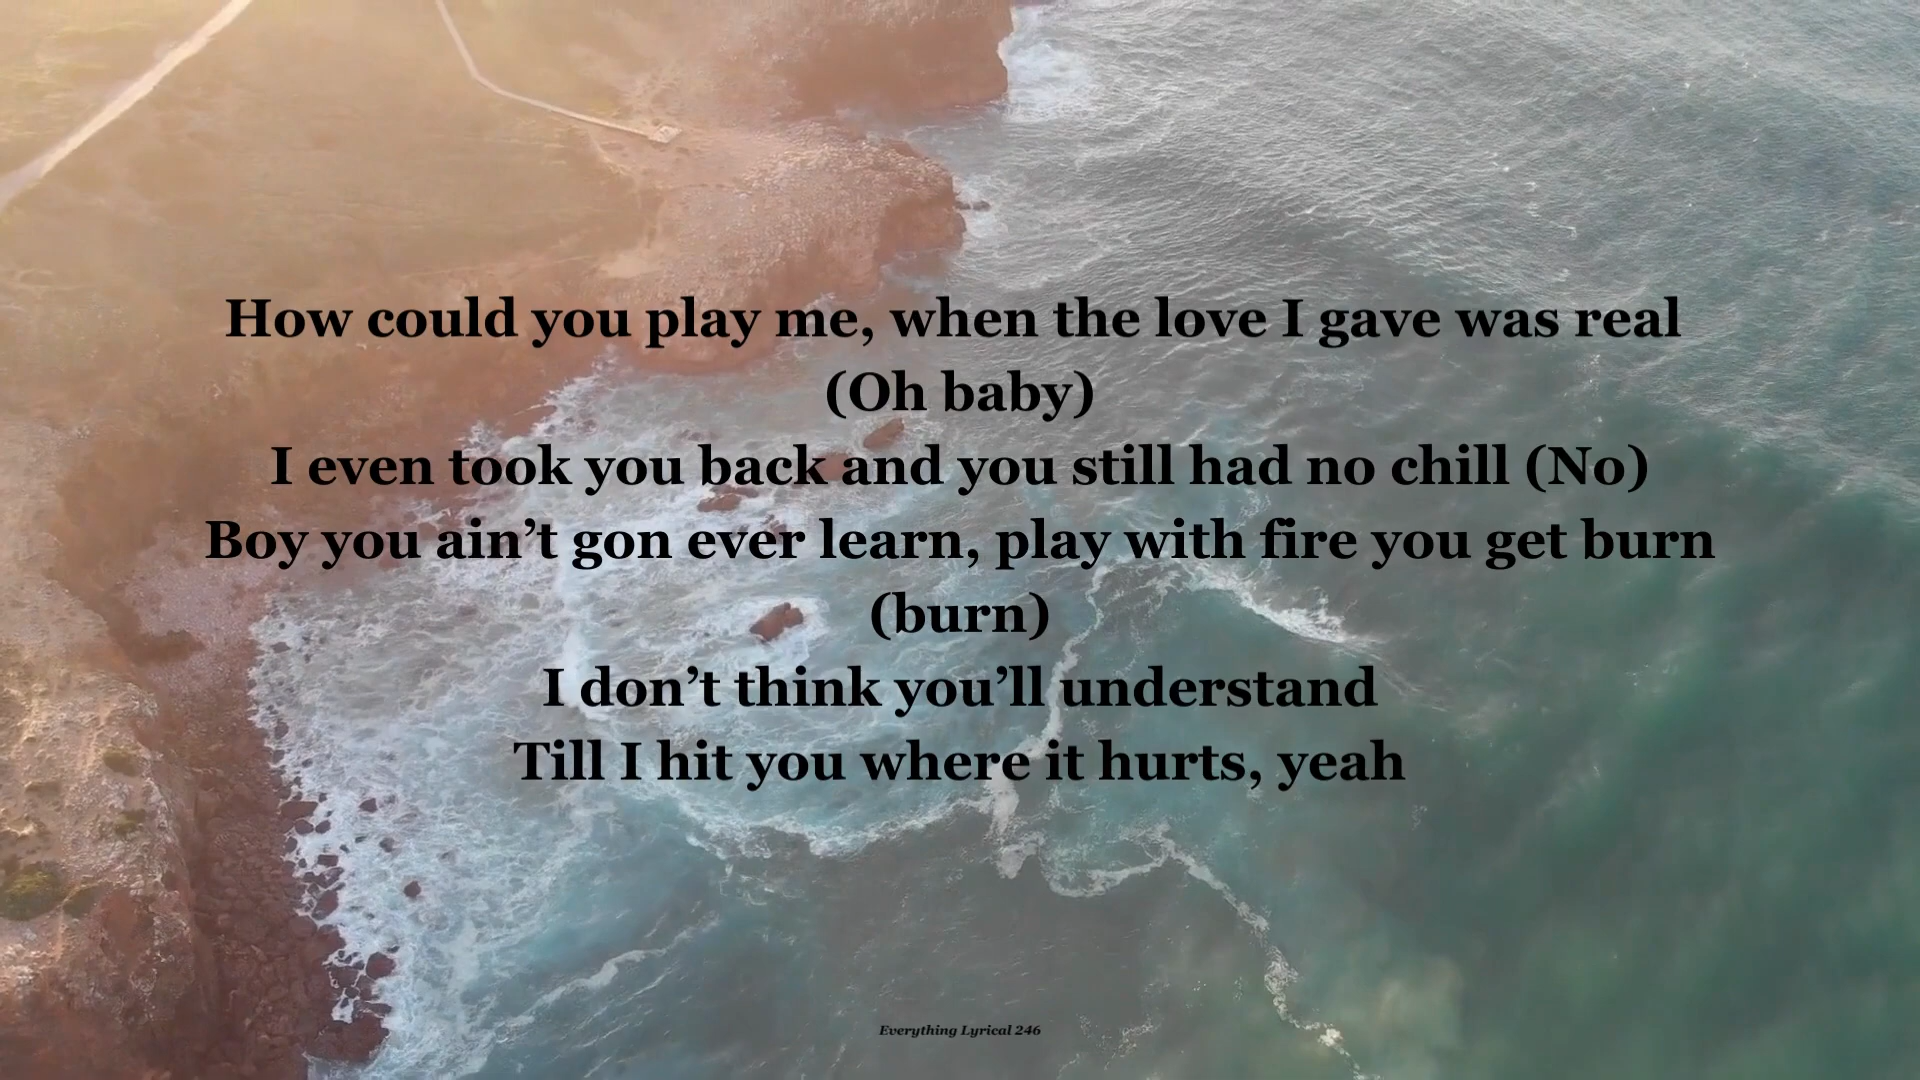 How could you play me, when the love I gave was real
(Oh baby)
I even took you back and you still had no chill (No)
Boy you ain’t gon ever learn, play with fire you get burn
(burn)
I don’t think you’ll understand
Till I hit you where it hurts, yeah
Everything Lyrical 246